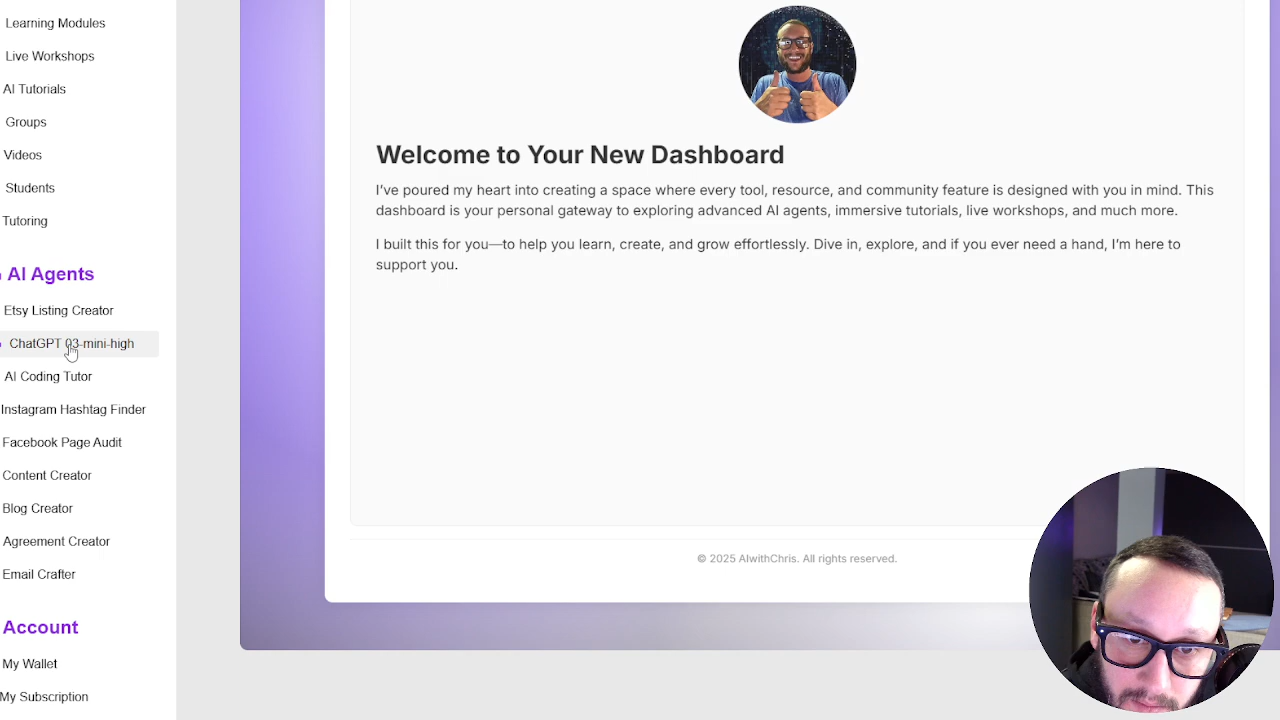 Learning Modules
Live Workshops
AI Tutorials
Groups
Videos
Students
Tutoring
AI Agents
Etsy Listing Creator
ChatGPT 03-mini-high
AI Coding Tutor
Instagram Hashtag Finder
Facebook Page Audit
Content Creator
Blog Creator
Agreement Creator
Email Crafter
Account
My Wallet
My Subscription
Welcome to Your New Dashboard
I've poured my heart into creating a space where every tool, resource, and community feature is designed with you in mind. This
dashboard is your personal gateway to exploring advanced AI agents, immersive tutorials, live workshops, and much more.
I built this for you—to help you learn, create, and grow effortlessly. Dive in, explore, and if you ever need a hand, I'm here to
support you.
© 2025 AIwithChris. All rights reserved.